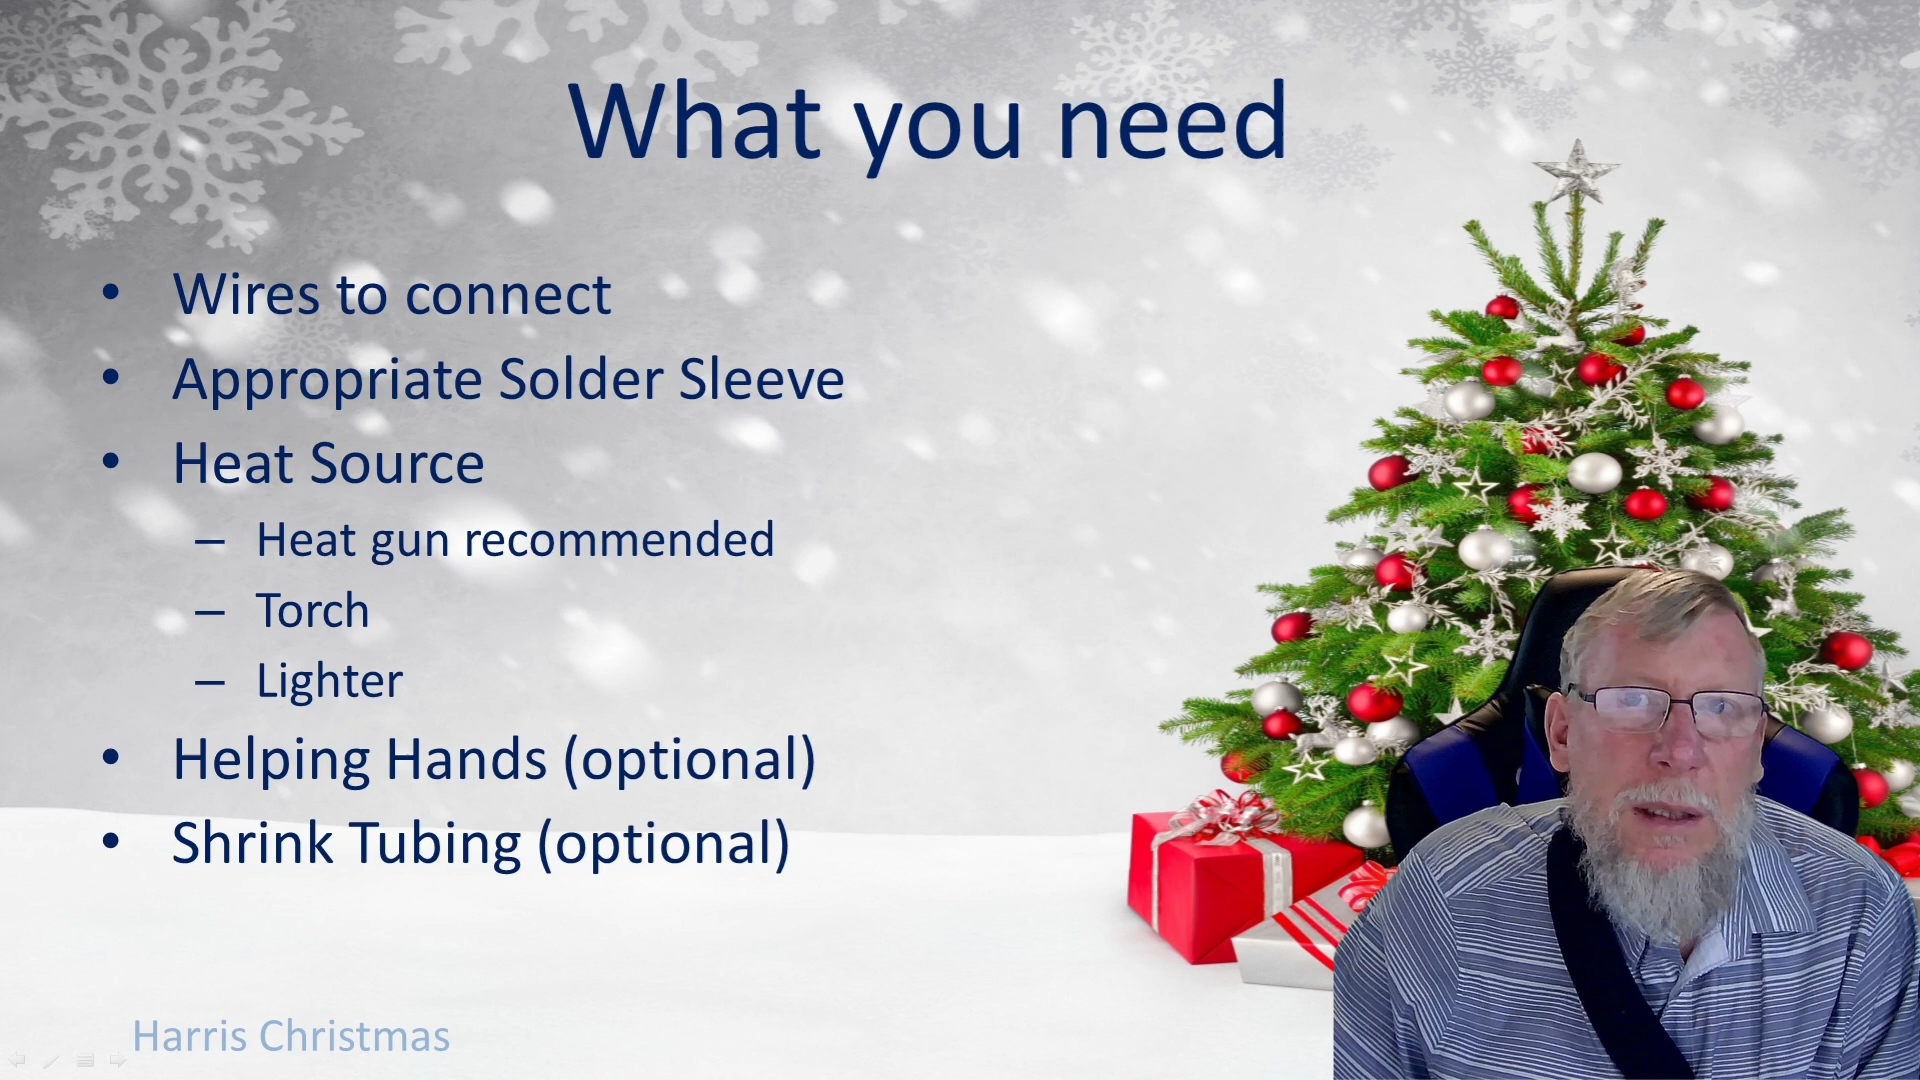 What you need
• Wires to connect
• Appropriate Solder Sleeve
• Heat Source
– Heat gun recommended
– Torch
– Lighter
• Helping Hands (optional)
• Shrink Tubing (optional)
Harris Christmas